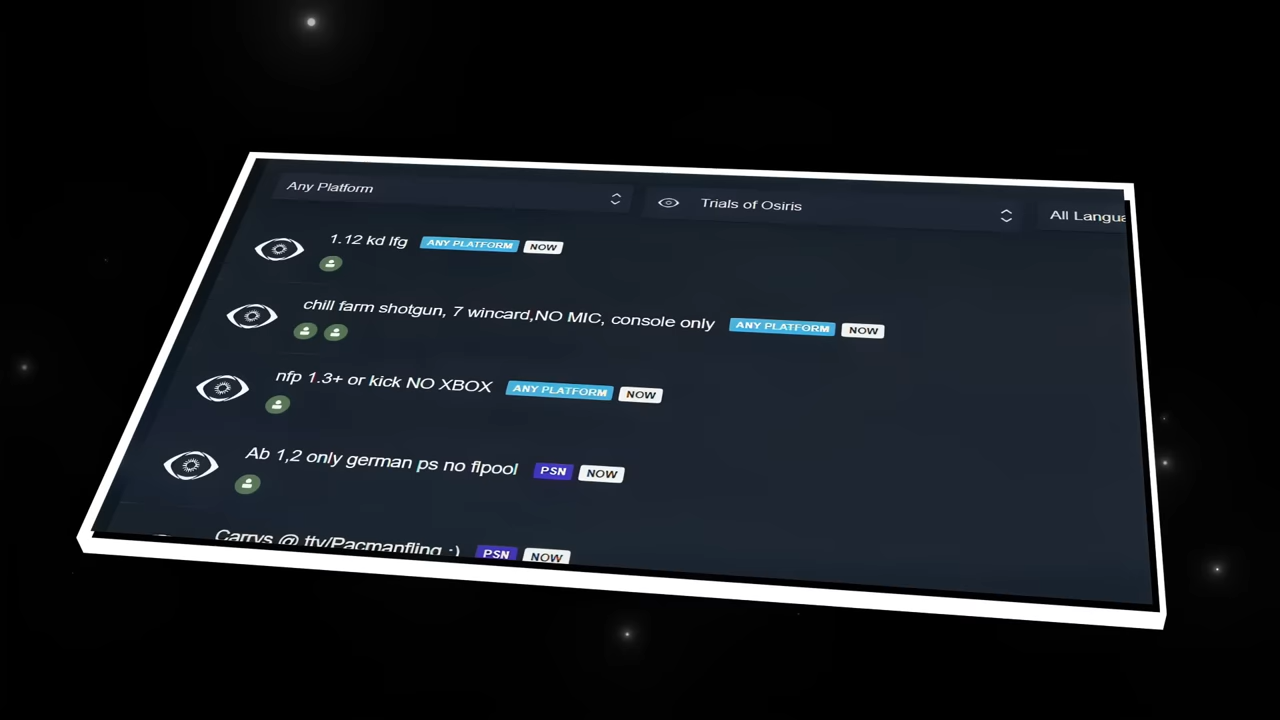 Any Platform
Trials of Osiris
All Langua
1.12 kd lfg ANY PLATFORM NOW
chill farm shotgun, 7 wincard,NO MIC, console only ANY PLATFORM NOW
nfp 1.3+ or kick NO XBOX ANY PLATFORM NOW
Ab 1,2 only german ps no flpool PSN NOW
Carrys @ ttv/Pacmanfling :) PSN NOW